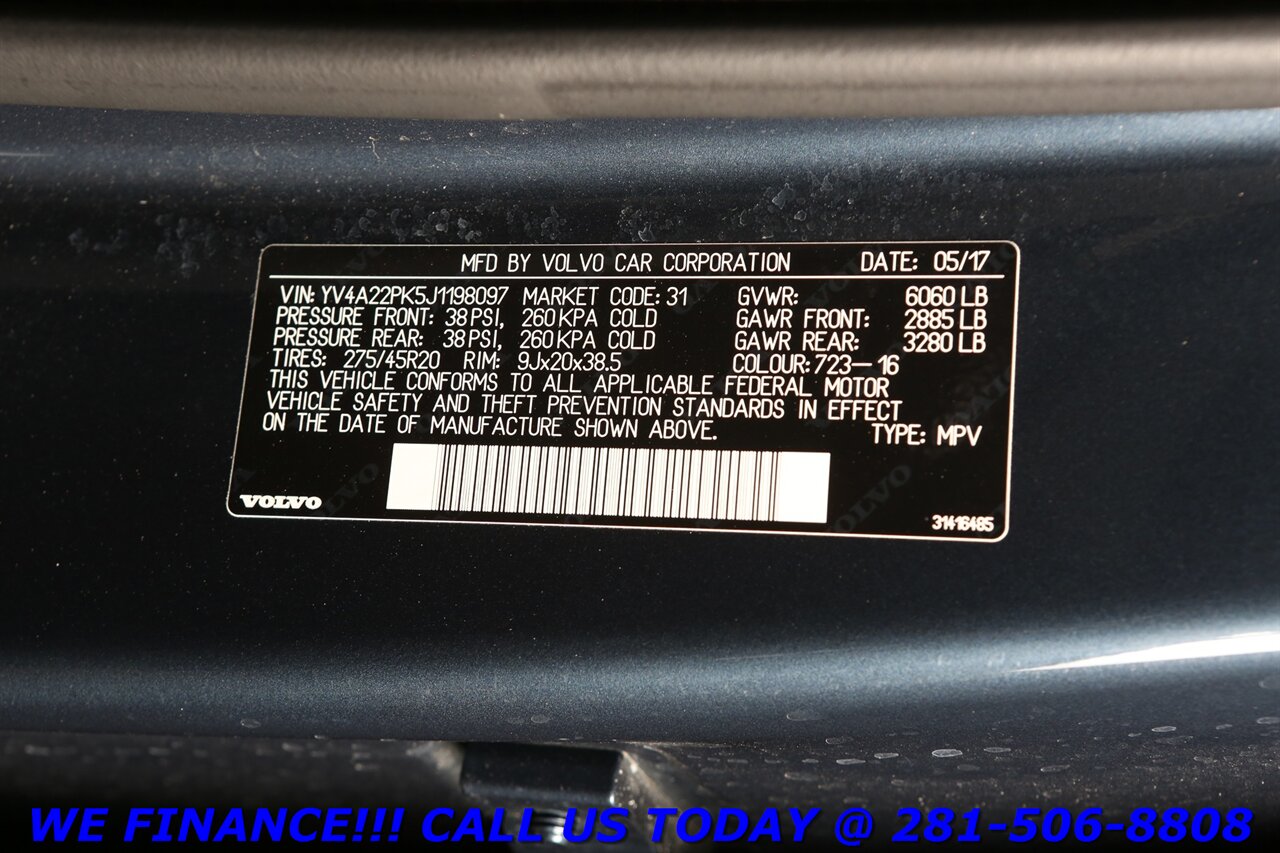 MFD BY VOLVO CAR CORPORATION DATE: 05/17
VIN: YV4A22PK5J1198097 MARKET CODE: 31 GVWR: 6060 LB
PRESSURE FRONT: 38 PSI, 260 KPA COLD GAWR FRONT: 2885 LB
PRESSURE REAR: 38 PSI, 260 KPA COLD GAWR REAR: 3280 LB
TIRES: 275/45R20 RIM: 9Jx20x38.5 COLOUR: 723—16
THIS VEHICLE CONFORMS TO ALL APPLICABLE FEDERAL MOTOR
VEHICLE SAFETY AND THEFT PREVENTION STANDARDS IN EFFECT
ON THE DATE OF MANUFACTURE SHOWN ABOVE. TYPE: MPV
VOLVO 31416485
WE FINANCE!!! CALL US TODAY @ 281-506-8808